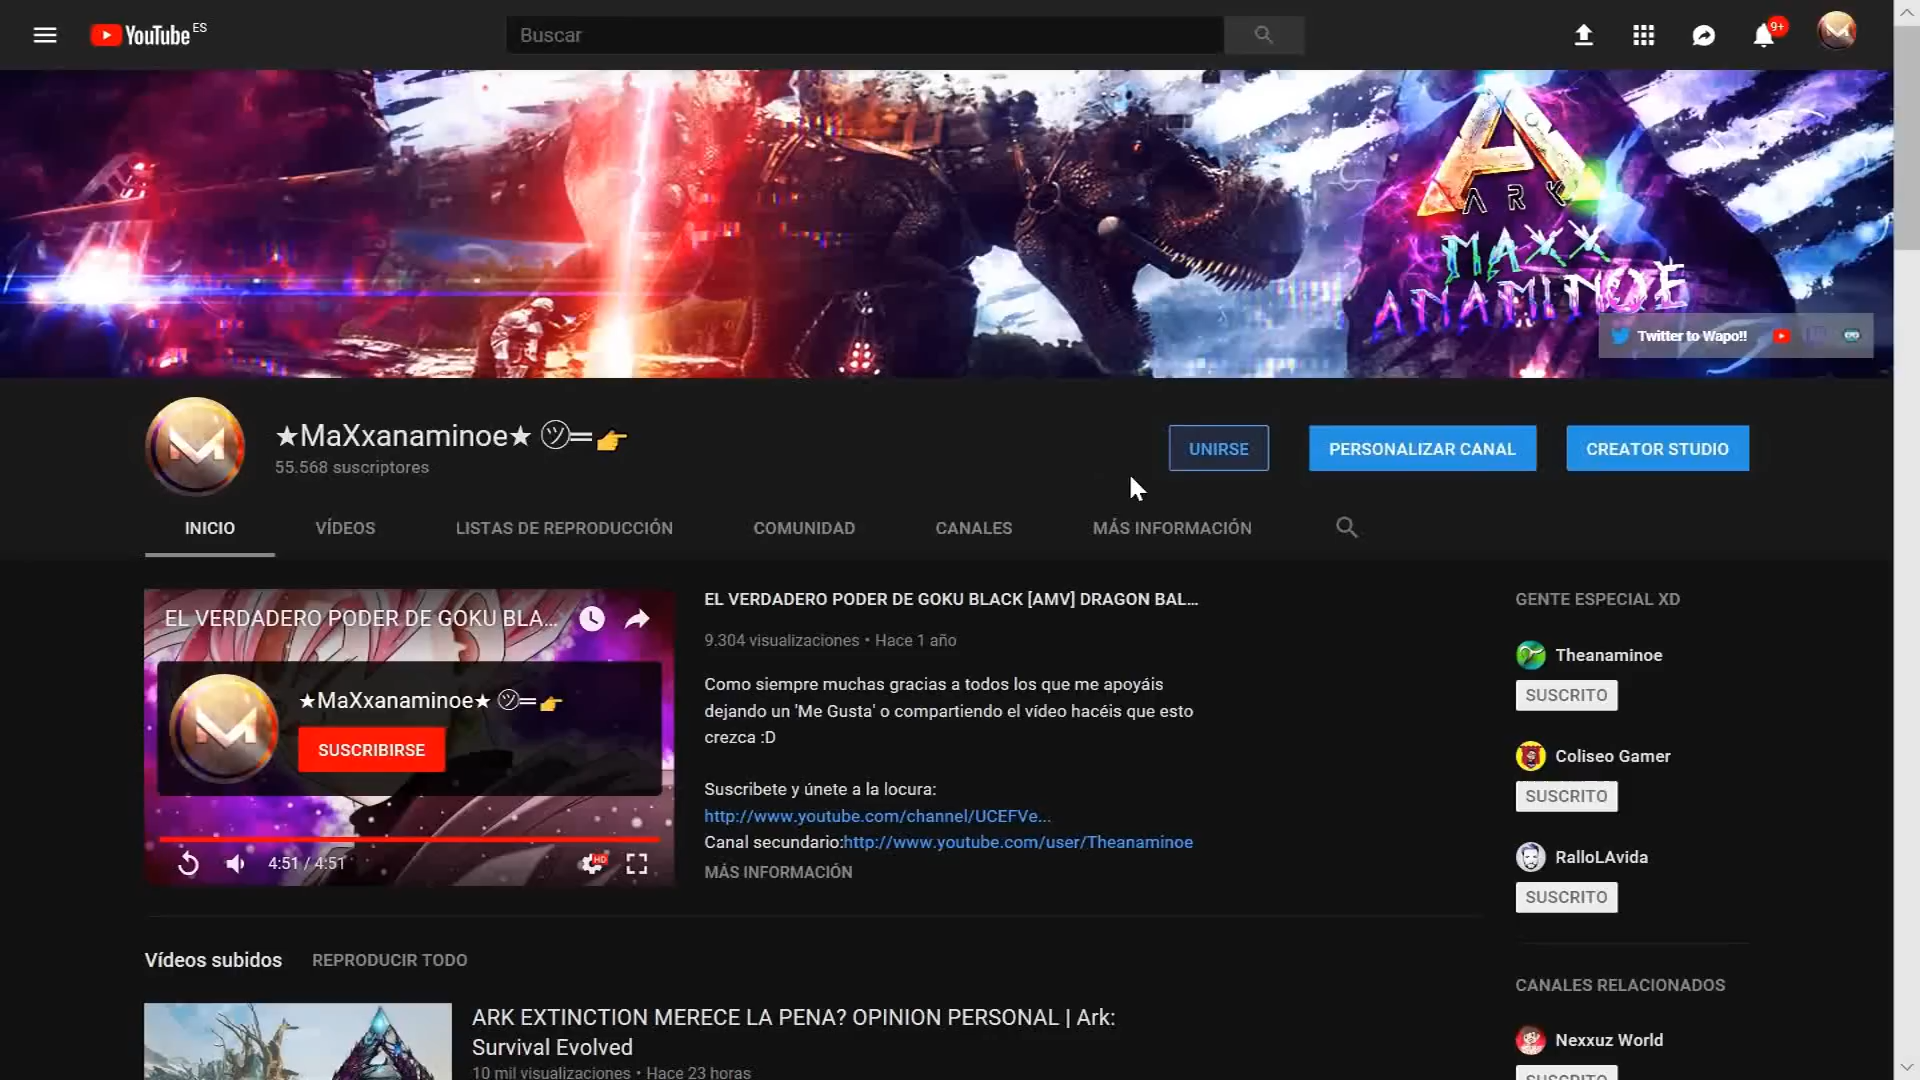 YouTube ES
Buscar
9+
ARK
MAXX
ANAMINOE
Twitter to Wapo!!
★MaXxanaminoe★ ツ=👉
55.568 suscriptores
UNIRSE
PERSONALIZAR CANAL
CREATOR STUDIO
INICIO
VÍDEOS
LISTAS DE REPRODUCCIÓN
COMUNIDAD
CANALES
MÁS INFORMACIÓN
EL VERDADERO PODER DE GOKU BLA...
★MaXxanaminoe★ ツ=👉
SUSCRIBIRSE
4:51 / 4:51
HD
EL VERDADERO PODER DE GOKU BLACK [AMV] DRAGON BAL...
9.304 visualizaciones • Hace 1 año
Como siempre muchas gracias a todos los que me apoyáis
dejando un 'Me Gusta' o compartiendo el vídeo hacéis que esto
crezca :D
Suscribete y únete a la locura:
http://www.youtube.com/channel/UCEFVe...
Canal secundario:http://www.youtube.com/user/Theanaminoe
MÁS INFORMACIÓN
GENTE ESPECIAL XD
Theanaminoe
SUSCRITO
Coliseo Gamer
SUSCRITO
RalloLAvida
SUSCRITO
CANALES RELACIONADOS
Nexxuz World
SUSCRITO
Vídeos subidos
REPRODUCIR TODO
ARK EXTINCTION MERECE LA PENA? OPINION PERSONAL | Ark:
Survival Evolved
10 mil visualizaciones • Hace 23 horas